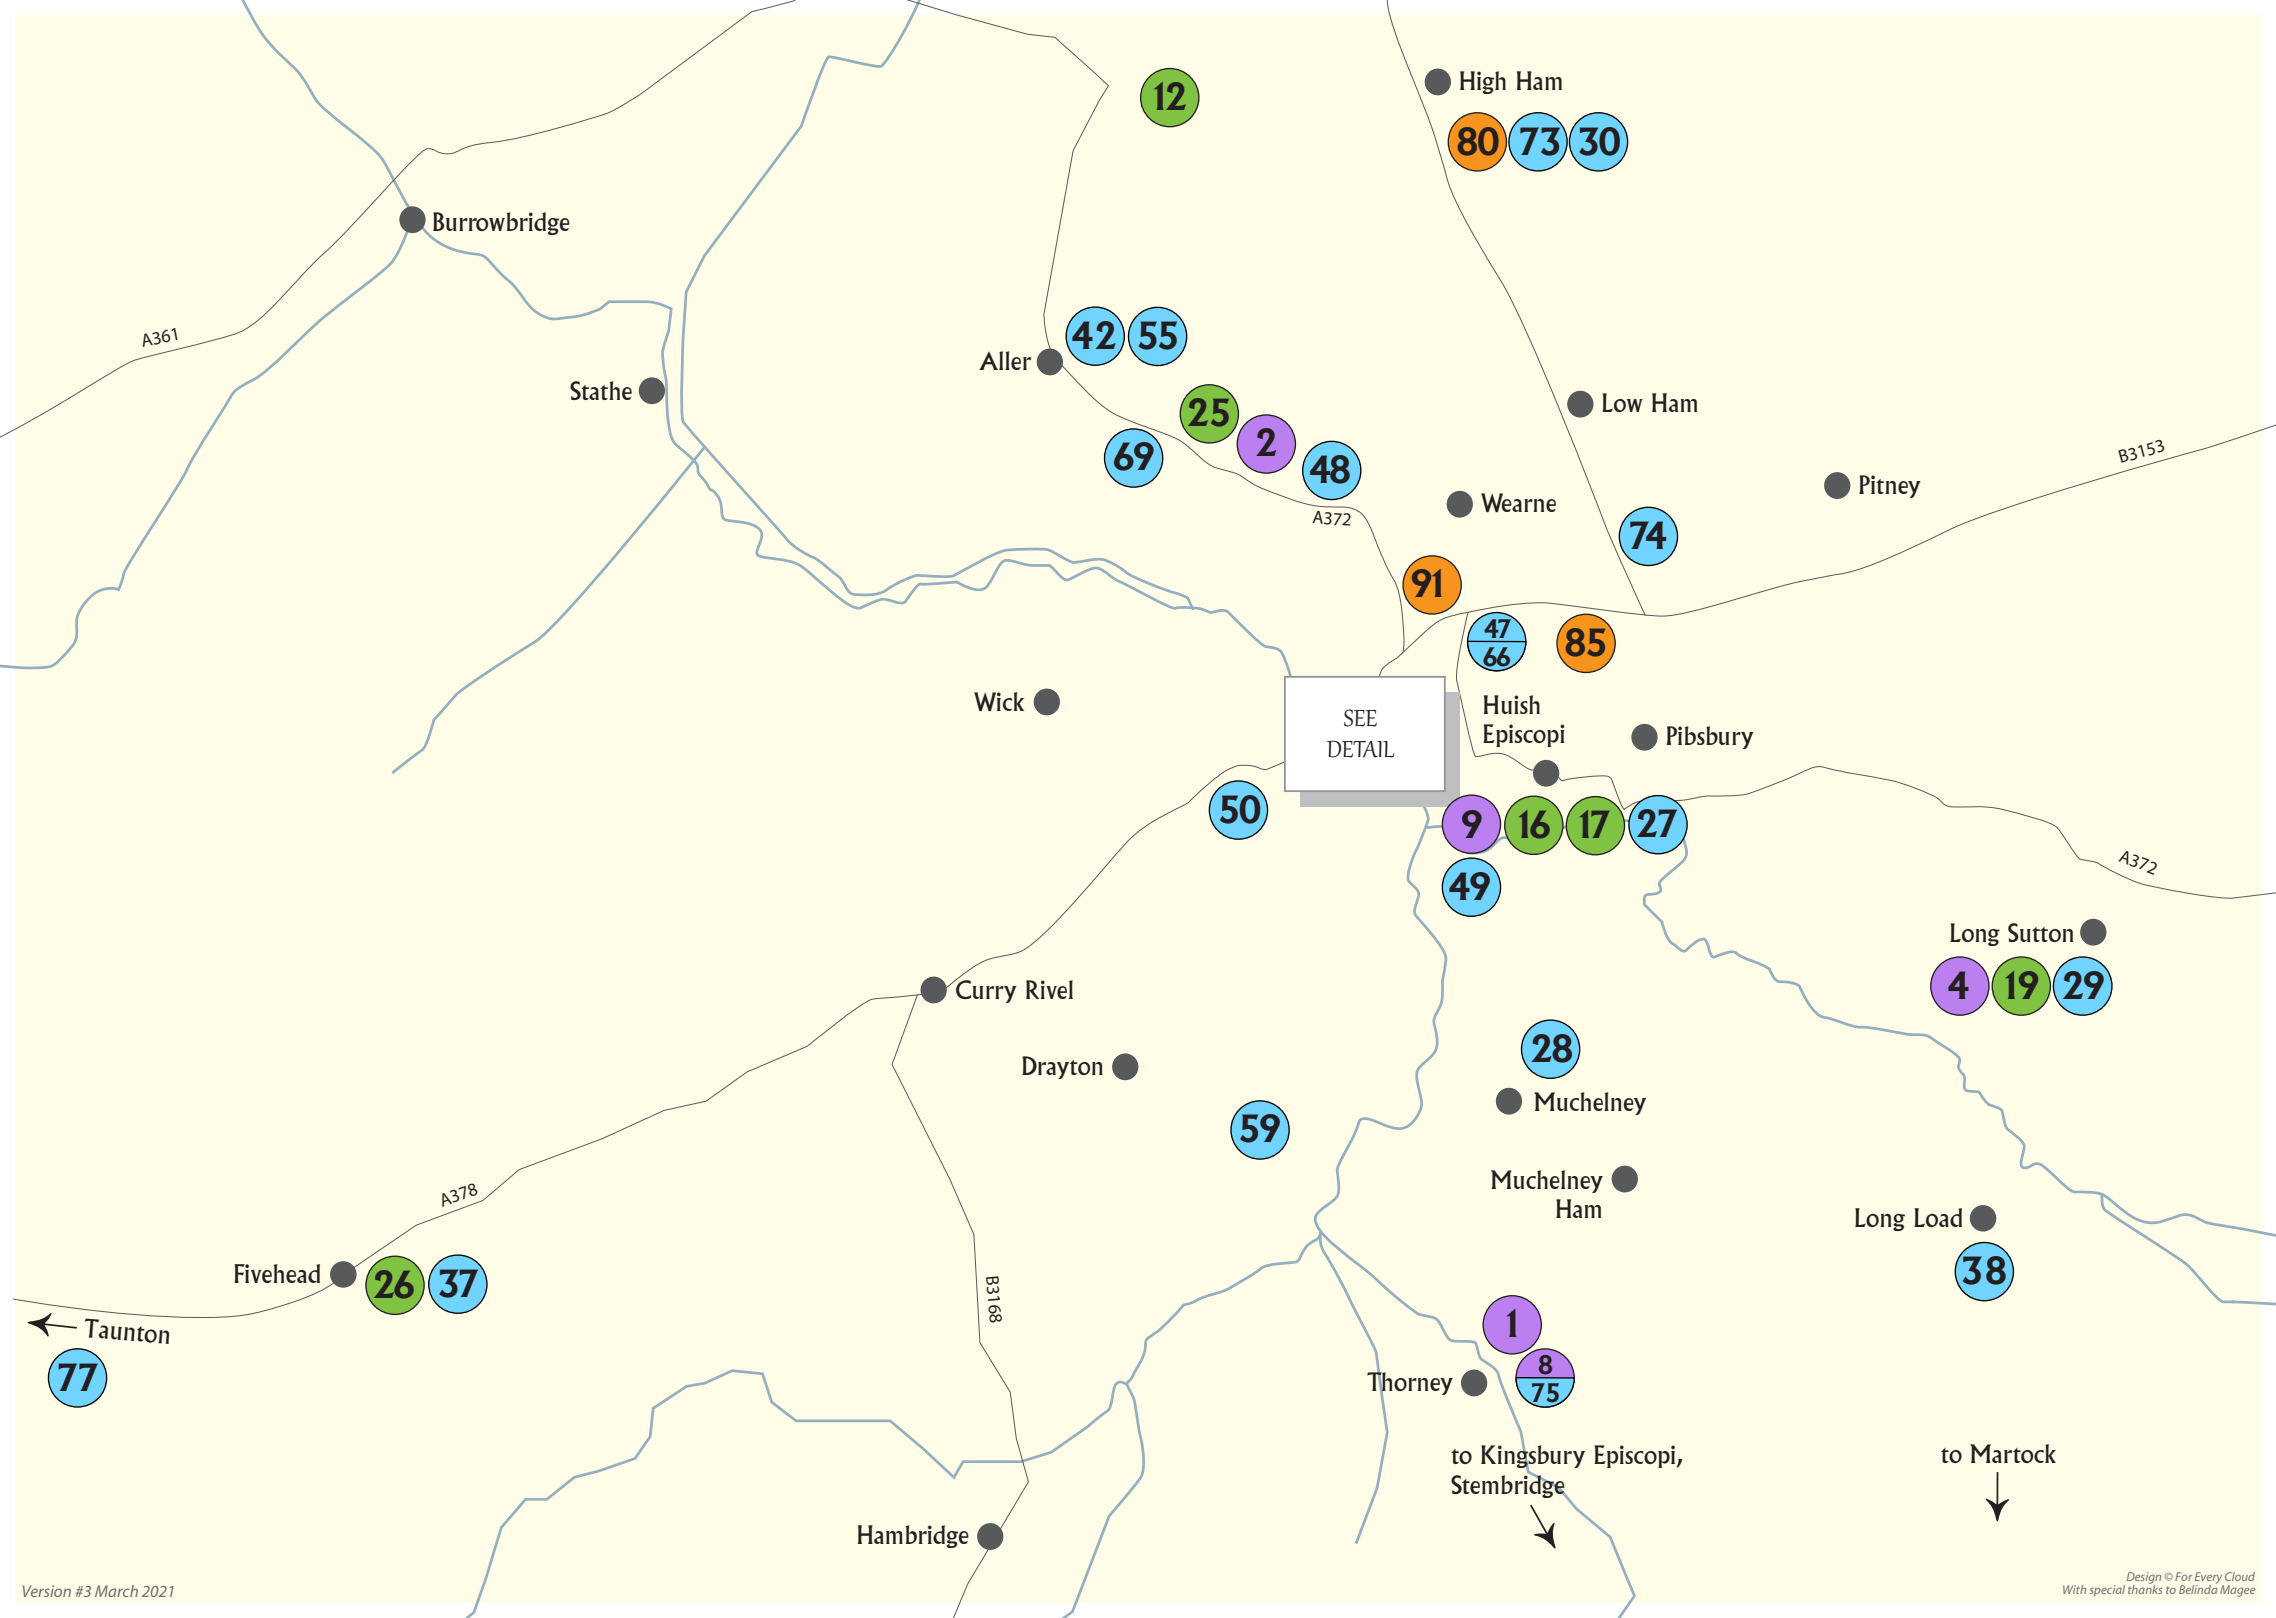 High Ham
12
80 73 30
Burrowbridge
A361
42 55
Aller
Stathe
25
2
69
48
Low Ham
B3153
Pitney
Wearne
A372
74
91
47
66
85
Wick
SEE
DETAIL
Huish
Episcopi
Pibsbury
50
9 16 17 27
49
A372
Long Sutton
4 19 29
Curry Rivel
28
Drayton
Muchelney
59
Muchelney
Ham
A378
Long Load
38
Fivehead
26 37
B3168
Taunton
77
1
8
75
Thorney
to Kingsbury Episcopi,
Stembridge
to Martock
Hambridge
Version #3 March 2021
Design © For Every Cloud
With special thanks to Belinda Magee